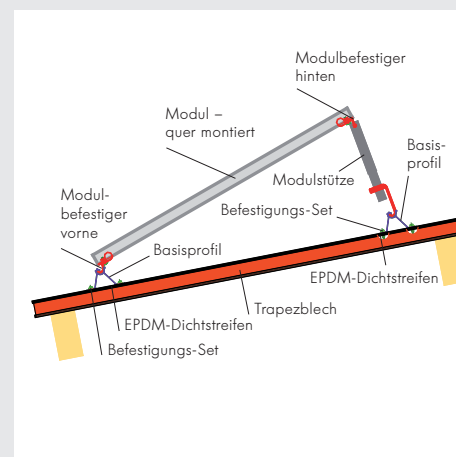 Modulbefestiger
hinten
Modul –
quer montiert
Basis-
profil
Modulstütze
Modul-
befestiger
vorne
Befestigungs-Set
Basisprofil
EPDM-Dichtstreifen
Trapezblech
EPDM-Dichtstreifen
Befestigungs-Set